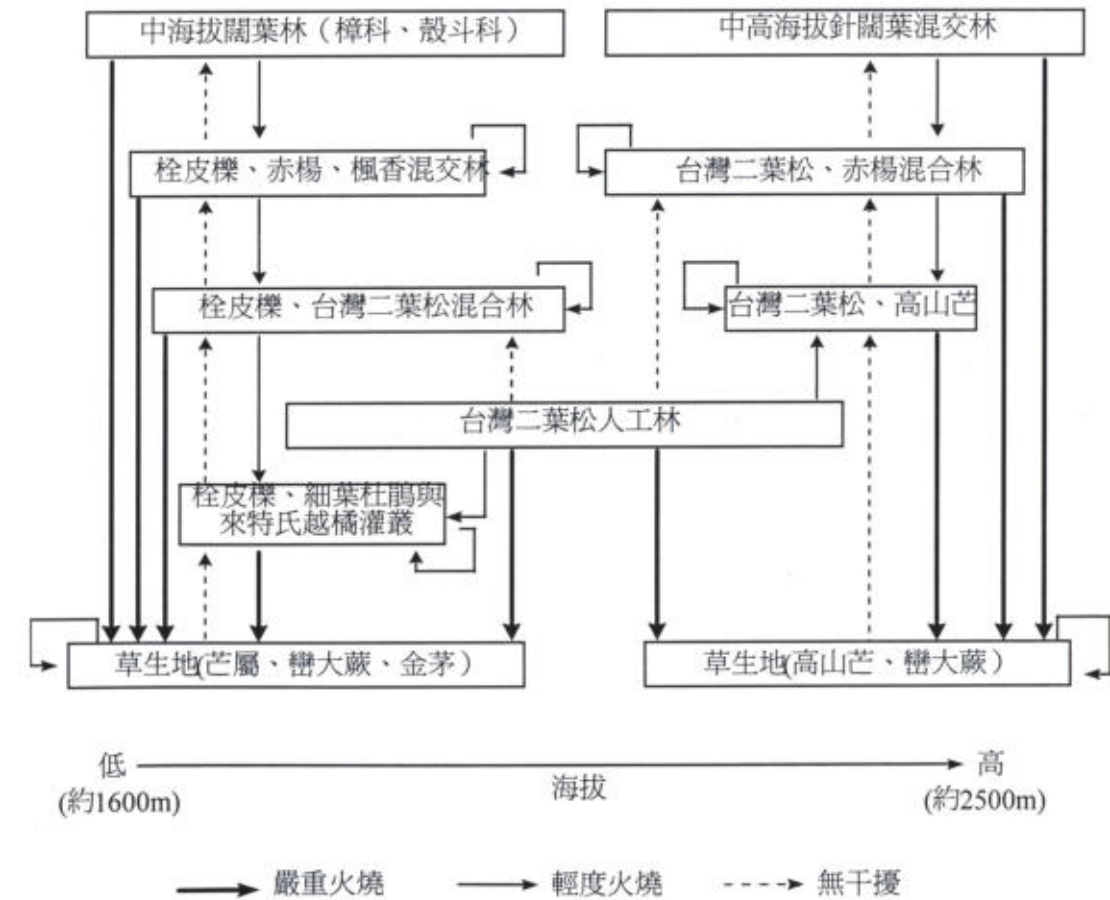 中海拔闊葉林（樟科、殼斗科）
中高海拔針闊葉混交林
栓皮櫟、赤楊、楓香混交林
台灣二葉松、赤楊混合林
栓皮櫟、台灣二葉松混合林
台灣二葉松、高山芒
台灣二葉松人工林
栓皮櫟、細葉杜鵑與
來特氏越橘灌叢
草生地(芒屬、巒大蕨、金茅）
草生地(高山芒、巒大蕨）
低
高
(約1600m)
海拔
(約2500m)
嚴重火燒
輕度火燒
無干擾